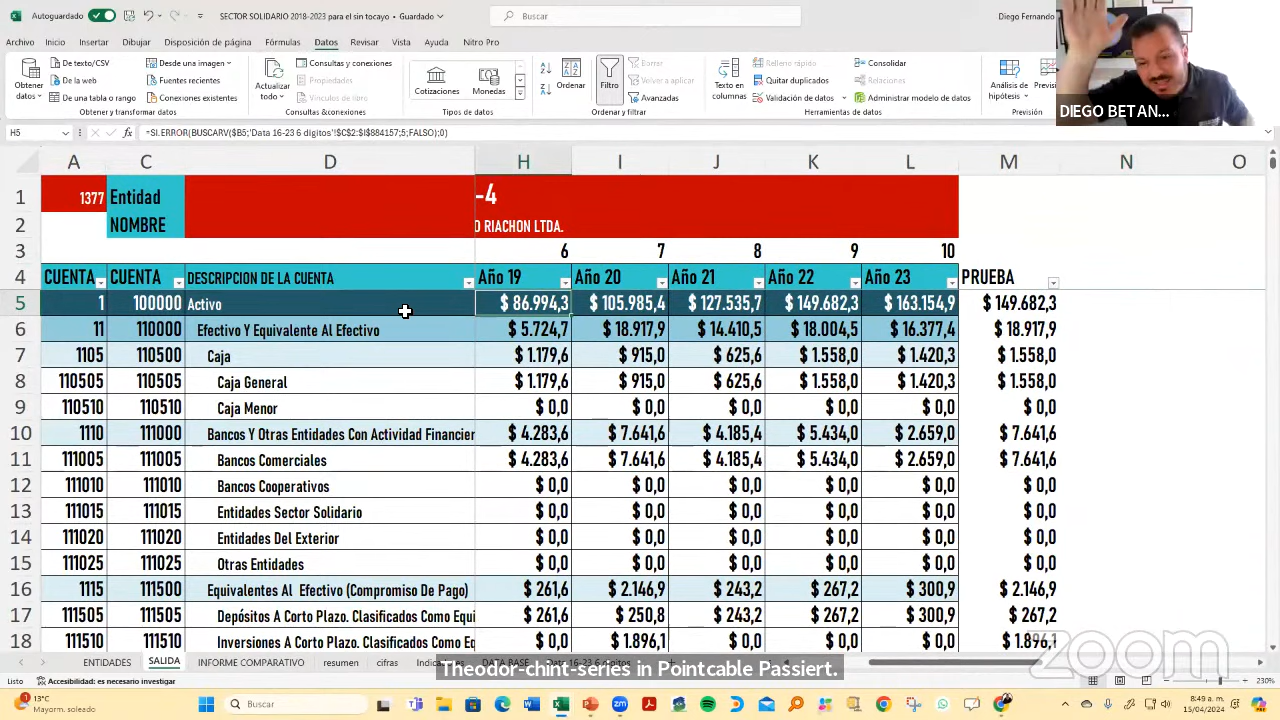 Autoguardado SECTOR SOLIDARIO 2018-2023 para el sin tocayo • Guardado Buscar Diego Fernando
Archivo Inicio Insertar Dibujar Disposición de página Fórmulas Datos Revisar Vista Ayuda Nitro Pro
Obtener datos De texto/CSV De la web De una tabla o rango Desde una imagen Fuentes recientes Conexiones existentes
Obtener y transformar datos
Actualizar todo Consultas y conexiones Propiedades Vínculos de libro
Consultas y conexiones
Cotizaciones Monedas
Tipos de datos
Ordenar Filtro Borrar Volver a aplicar Avanzadas
Ordenar y filtrar
Texto en columnas Relleno rápido Quitar duplicados Validación de datos Consolidar Relaciones Administrar modelo de datos
Herramientas de datos
Análisis de hipótesis
DIEGO BETAN...
H5 fx =SI.ERROR(BUSCARV($B5;'Data 16-23 6 digitos'!$C$2:$I$884157;5;FALSO);0)
A C D H I J K L M N O
1 1377 Entidad -4
2 NOMBRE O RIACHON LTDA.
3 6 7 8 9 10
4 CUENTA CUENTA DESCRIPCION DE LA CUENTA Año 19 Año 20 Año 21 Año 22 Año 23 PRUEBA
5 1 100000 Activo $ 86.994,3 $ 105.985,4 $ 127.535,7 $ 149.682,3 $ 163.154,9 $ 149.682,3
6 11 110000 Efectivo Y Equivalente Al Efectivo $ 5.724,7 $ 18.917,9 $ 14.410,5 $ 18.004,5 $ 16.377,4 $ 18.917,9
7 1105 110500 Caja $ 1.179,6 $ 915,0 $ 625,6 $ 1.558,0 $ 1.420,3 $ 1.558,0
8 110505 110505 Caja General $ 1.179,6 $ 915,0 $ 625,6 $ 1.558,0 $ 1.420,3 $ 1.558,0
9 110510 110510 Caja Menor $ 0,0 $ 0,0 $ 0,0 $ 0,0 $ 0,0 $ 0,0
10 1110 111000 Bancos Y Otras Entidades Con Actividad Financier $ 4.283,6 $ 7.641,6 $ 4.185,4 $ 5.434,0 $ 2.659,0 $ 7.641,6
11 111005 111005 Bancos Comerciales $ 4.283,6 $ 7.641,6 $ 4.185,4 $ 5.434,0 $ 2.659,0 $ 7.641,6
12 111010 111010 Bancos Cooperativos $ 0,0 $ 0,0 $ 0,0 $ 0,0 $ 0,0 $ 0,0
13 111015 111015 Entidades Sector Solidario $ 0,0 $ 0,0 $ 0,0 $ 0,0 $ 0,0 $ 0,0
14 111020 111020 Entidades Del Exterior $ 0,0 $ 0,0 $ 0,0 $ 0,0 $ 0,0 $ 0,0
15 111025 111025 Otras Entidades $ 0,0 $ 0,0 $ 0,0 $ 0,0 $ 0,0 $ 0,0
16 1115 111500 Equivalentes Al Efectivo (Compromiso De Pago) $ 261,6 $ 2.146,9 $ 243,2 $ 267,2 $ 300,9 $ 2.146,9
17 111505 111505 Depósitos A Corto Plazo. Clasificados Como Equi $ 261,6 $ 250,8 $ 243,2 $ 267,2 $ 300,9 $ 267,2
18 111510 111510 Inversiones A Corto Plazo. Clasificados Como Eq $ 0,0 $ 1.896,1 $ 0,0 $ 0,0 $ 0,0 $ 1.896,1
zoom
ENTIDADES SALIDA INFORME COMPARATIVO resumen cifras DATA BASE Data 16-23 6 digitos
Theodor-chint-series in Pointcable Passiert.
Listo Accesibilidad: es necesario investigar 230%
13°C
Mayorm. soleado
Buscar
8:49 a. m.
15/04/2024